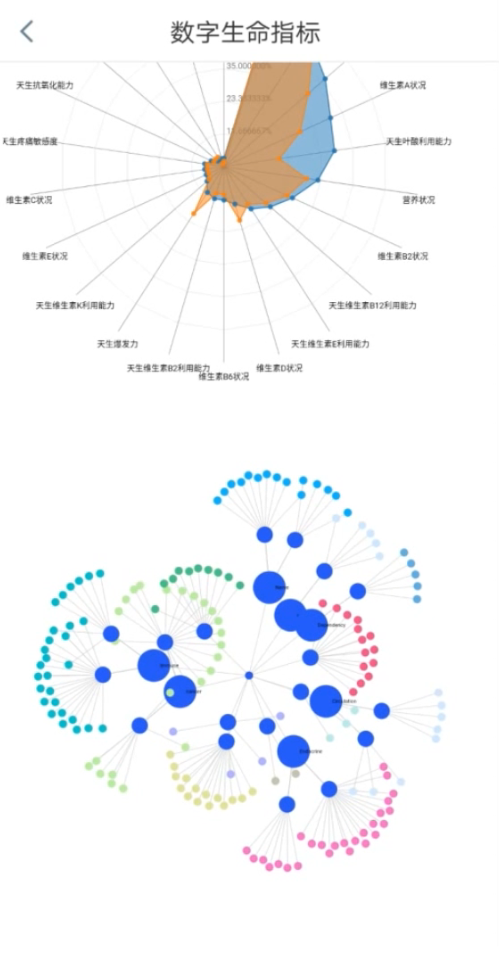 数字生命指标
35.000000%
天生抗氧化能力
维生素A状况
天生疼痛敏感度
天生叶酸利用能力
维生素C状况
营养状况
维生素E状况
维生素B2状况
天生维生素K利用能力
天生维生素B12利用能力
天生爆发力
天生维生素E利用能力
天生维生素B2利用能力
维生素D状况
维生素B6状况